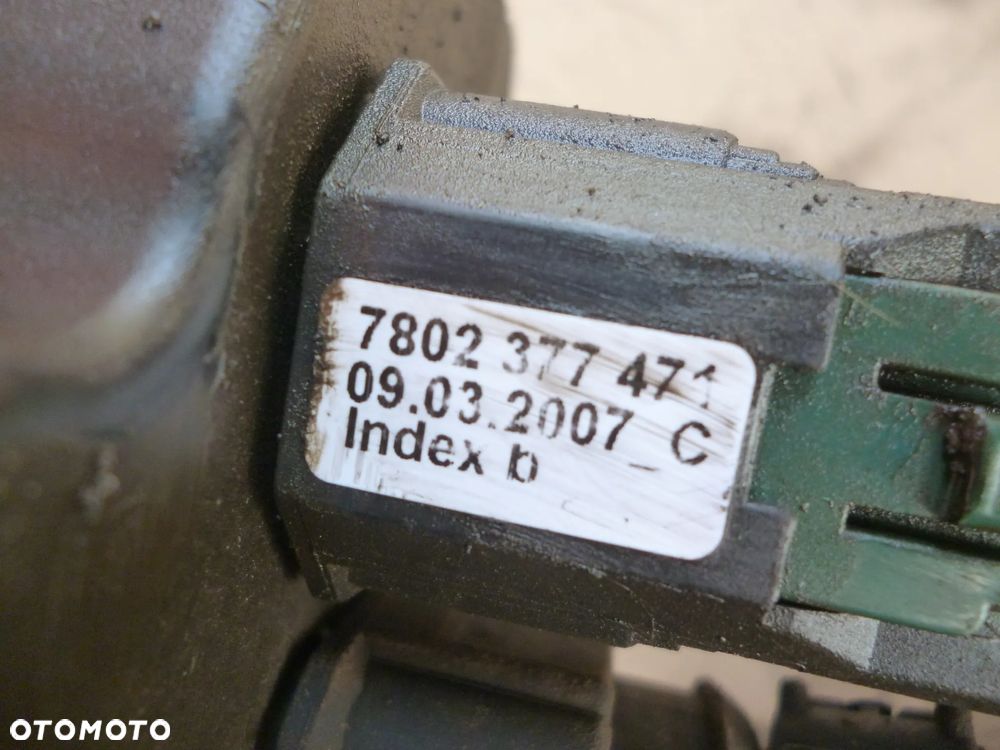 7802 377 471
09.03.2007_C
Index b
OTOMOTO